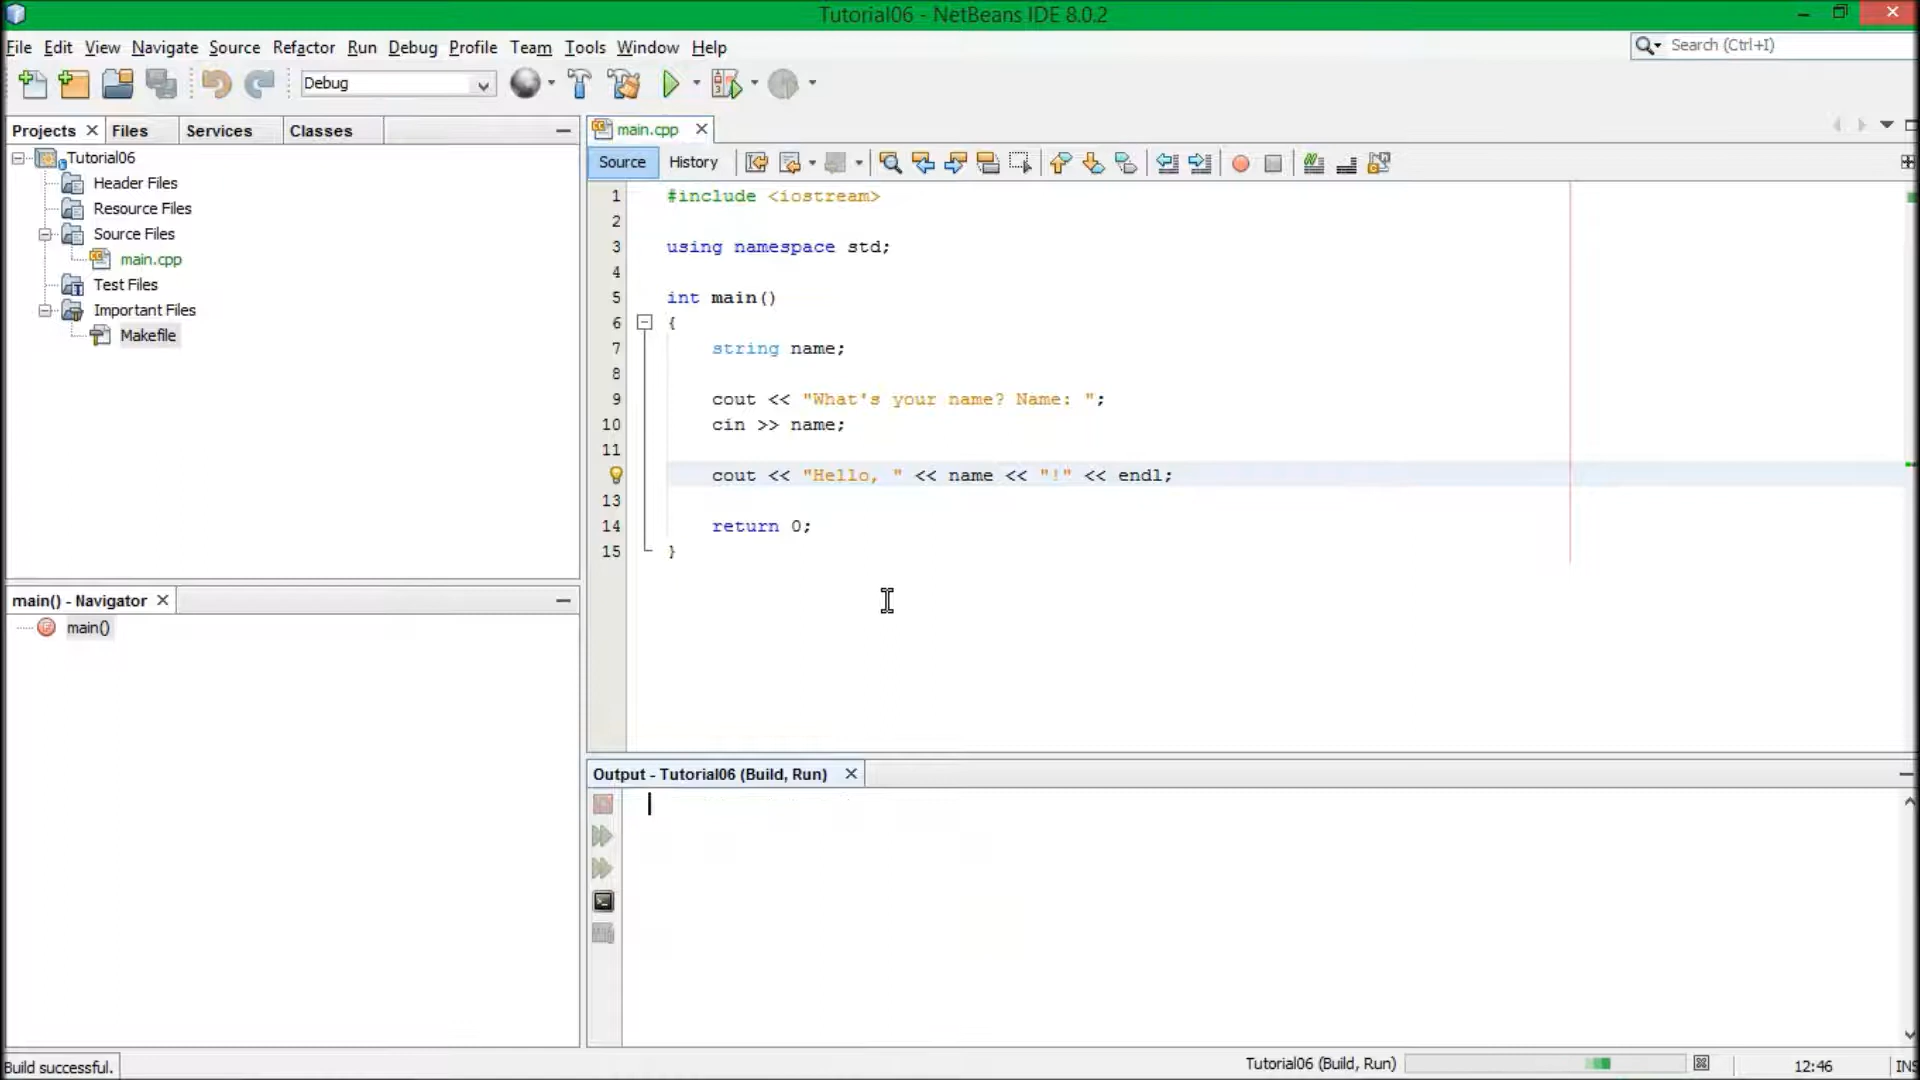 Tutorial06 - NetBeans IDE 8.0.2
File Edit View Navigate Source Refactor Run Debug Profile Team Tools Window Help
Search (Ctrl+I)
Debug
Projects Files Services Classes
Tutorial06
Header Files
Resource Files
Source Files
main.cpp
Test Files
Important Files
Makefile
main() - Navigator
main()
main.cpp
Source History
1 #include <iostream>
2
3 using namespace std;
4
5 int main()
6 {
7 string name;
8
9 cout << "What's your name? Name: ";
10 cin >> name;
11
cout << "Hello, " << name << "!" << endl;
13
14 return 0;
15 }
Output - Tutorial06 (Build, Run)
Build successful.
Tutorial06 (Build, Run)
12:46
INS